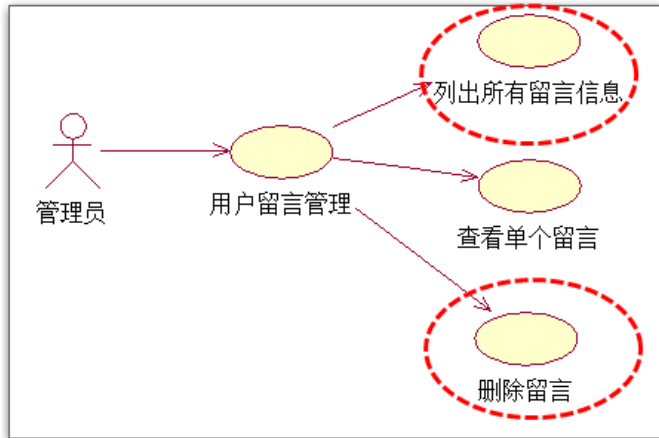 列出所有留言信息
管理员
用户留言管理
查看单个留言
删除留言